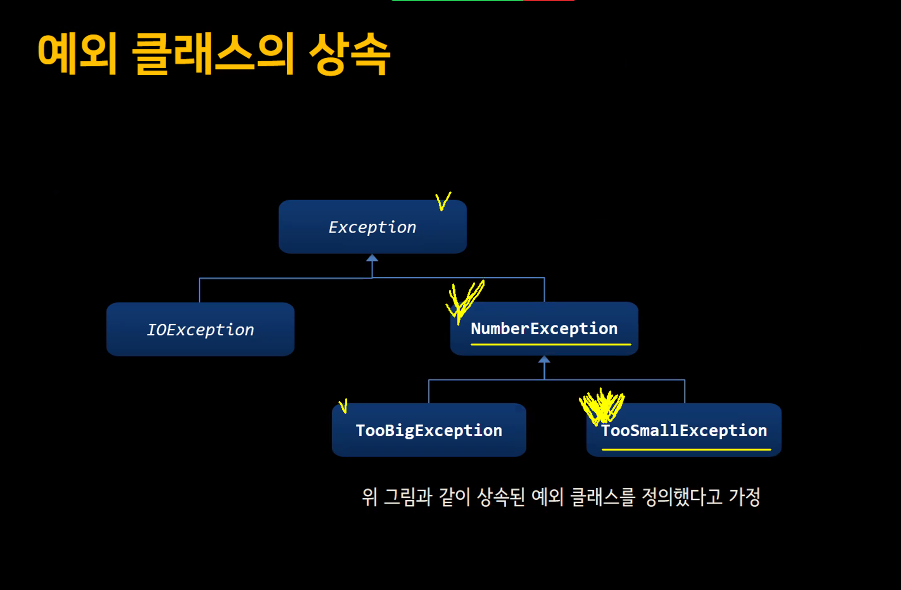 예외 클래스의 상속
Exception
IOException
NumberException
TooBigException
TooSmallException
위 그림과 같이 상속된 예외 클래스를 정의했다고 가정